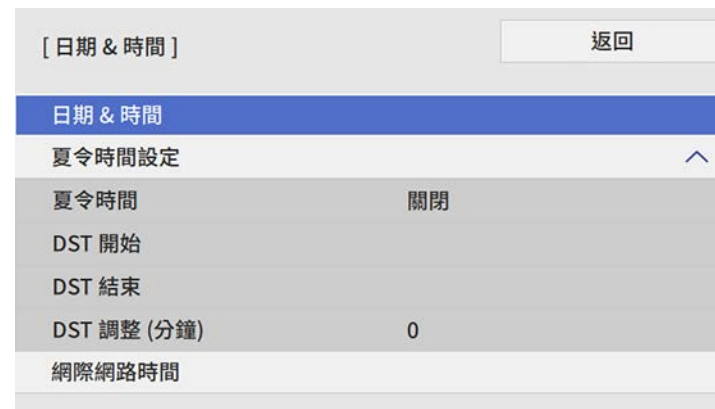 [ 日期 & 時間 ]
返回
日期 & 時間
夏令時間設定
夏令時間 關閉
DST 開始
DST 結束
DST 調整 (分鐘) 0
網際網路時間